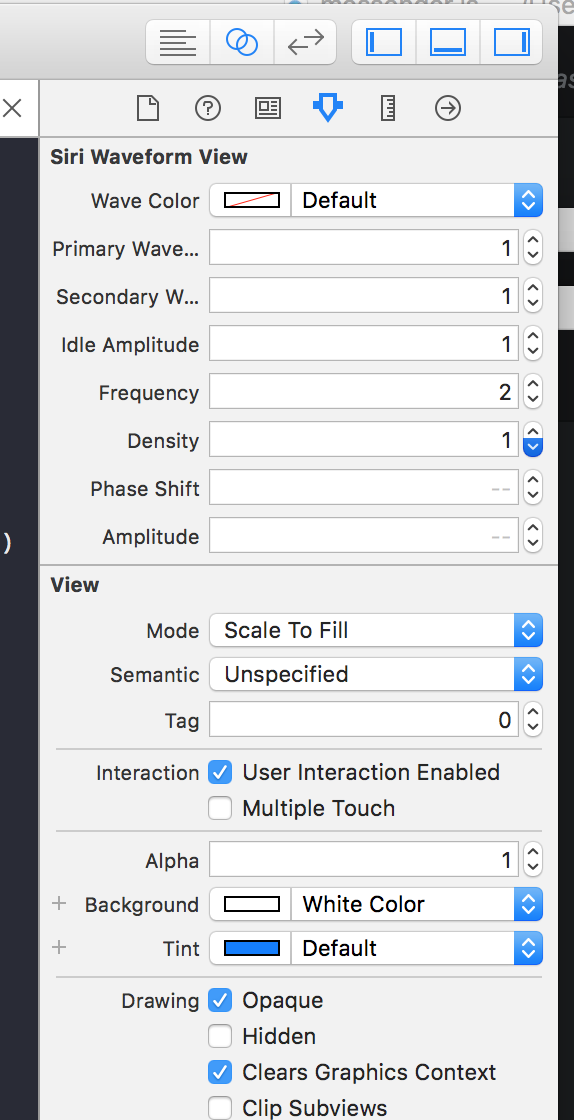 Siri Waveform View
Wave Color Default
Primary Wave... 1
Secondary W... 1
Idle Amplitude 1
Frequency 2
Density 1
Phase Shift --
Amplitude --
)
View
Mode Scale To Fill
Semantic Unspecified
Tag 0
Interaction User Interaction Enabled
Multiple Touch
Alpha 1
+ Background White Color
+ Tint Default
Drawing Opaque
Hidden
Clears Graphics Context
Clip Subviews